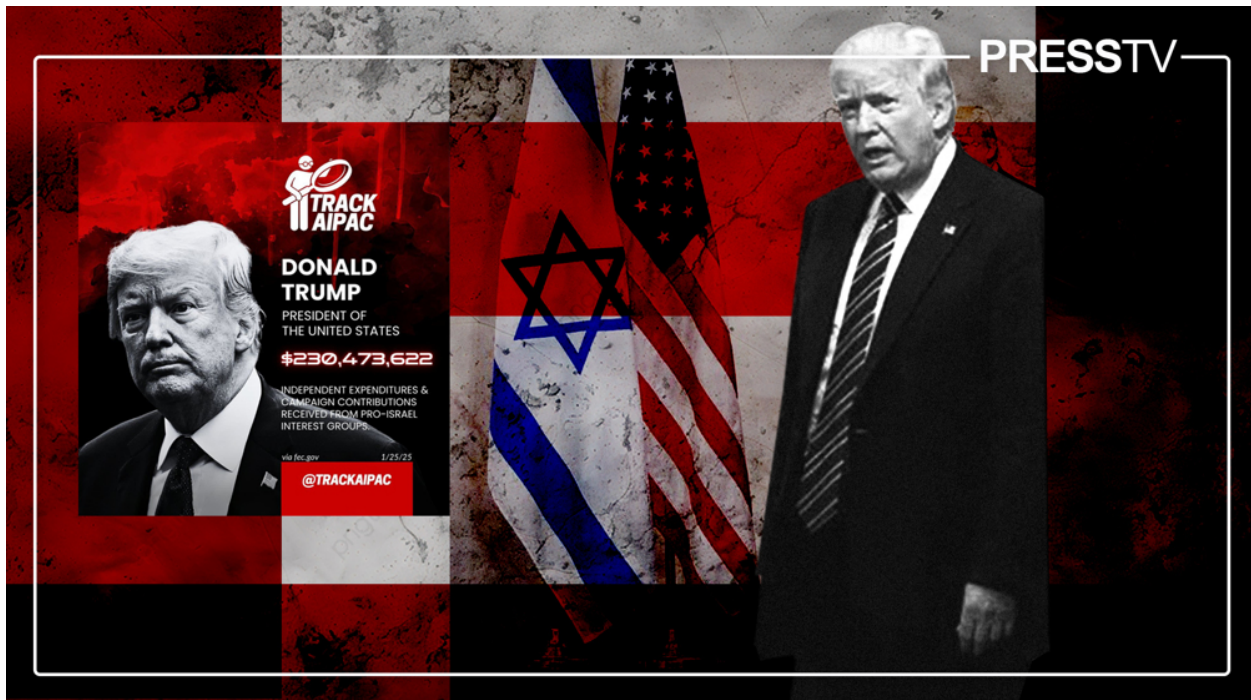 PRESSTV
TRACK
AIPAC
DONALD
TRUMP
PRESIDENT OF
THE UNITED STATES
$230,473,622
INDEPENDENT EXPENDITURES &
CAMPAIGN CONTRIBUTIONS
RECEIVED FROM PRO-ISRAEL
INTEREST GROUPS.
via fec.gov 1/25/25
@TRACKAIPAC
png